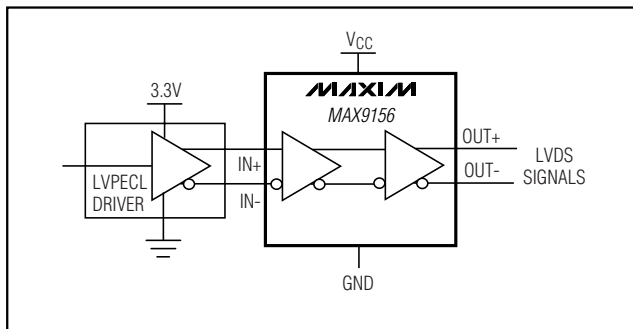 VCC
MAXIM
MAX9156
3.3V
LVPECL
DRIVER
IN+
IN-
OUT+
OUT-
LVDS
SIGNALS
GND